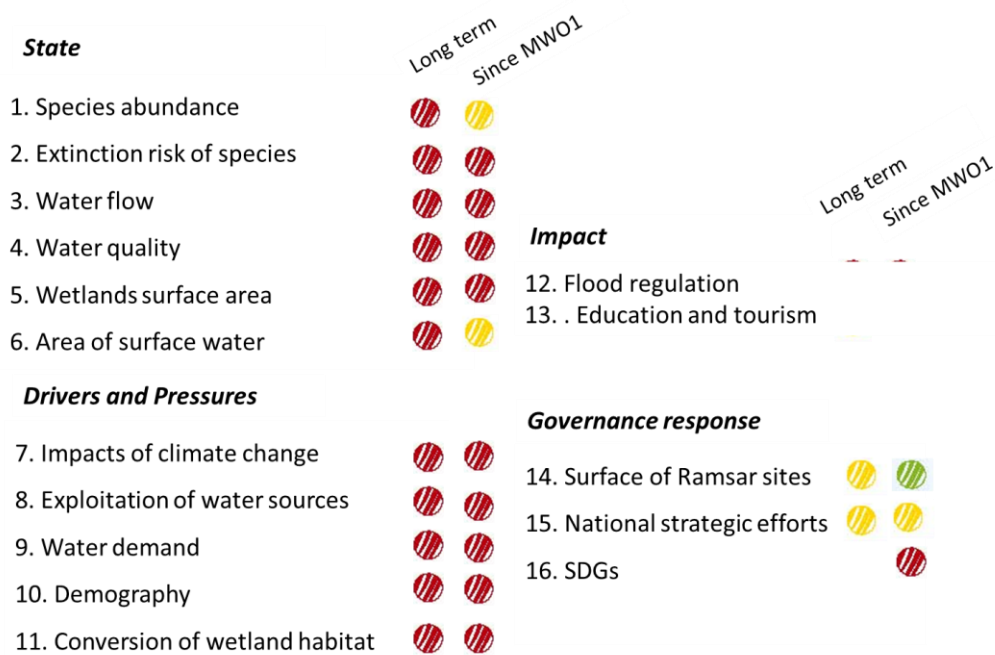 State
Long term
Since MWO1
1. Species abundance
2. Extinction risk of species
3. Water flow
4. Water quality
5. Wetlands surface area
6. Area of surface water
Drivers and Pressures
7. Impacts of climate change
8. Exploitation of water sources
9. Water demand
10. Demography
11. Conversion of wetland habitat
Long term
Since MWO1
Impact
12. Flood regulation
13. . Education and tourism
Governance response
14. Surface of Ramsar sites
15. National strategic efforts
16. SDGs